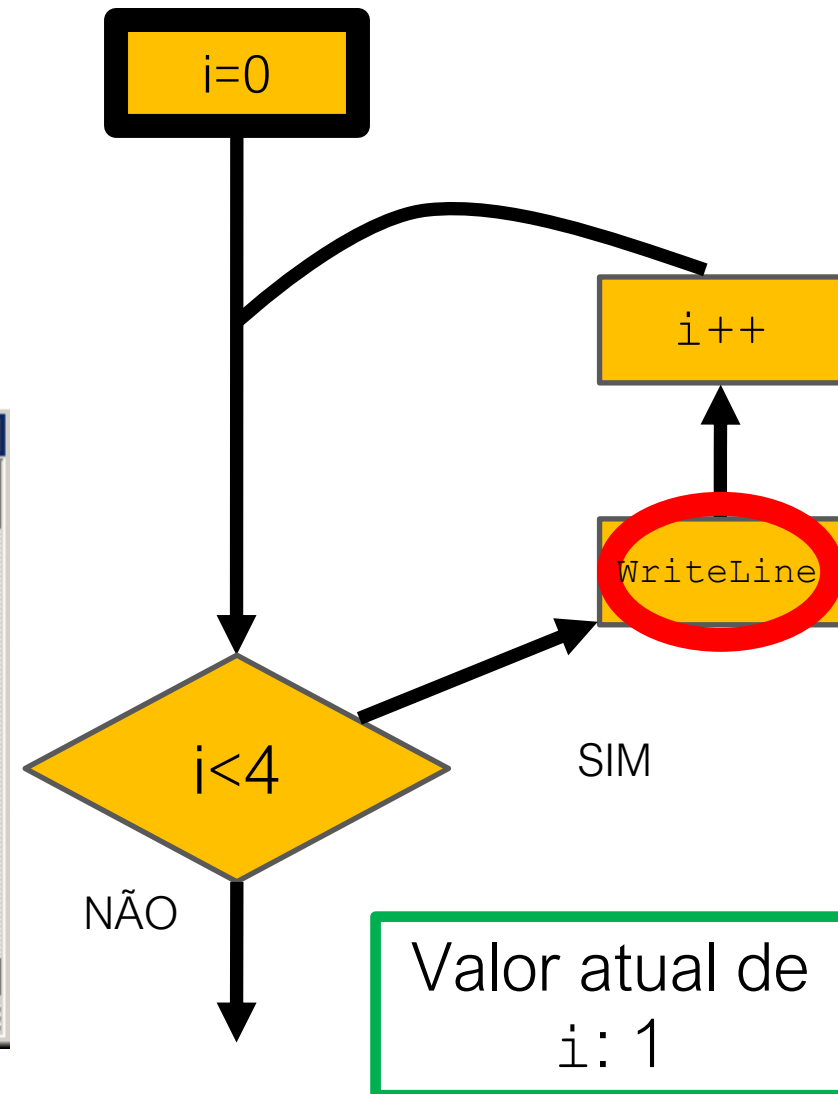 i=0
i++
WriteLine
i<4
SIM
NÃO
Valor atual de
i: 1